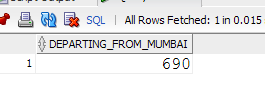 SQL | All Rows Fetched: 1 in 0.015
DEPARTING_FROM_MUMBAI
1 690